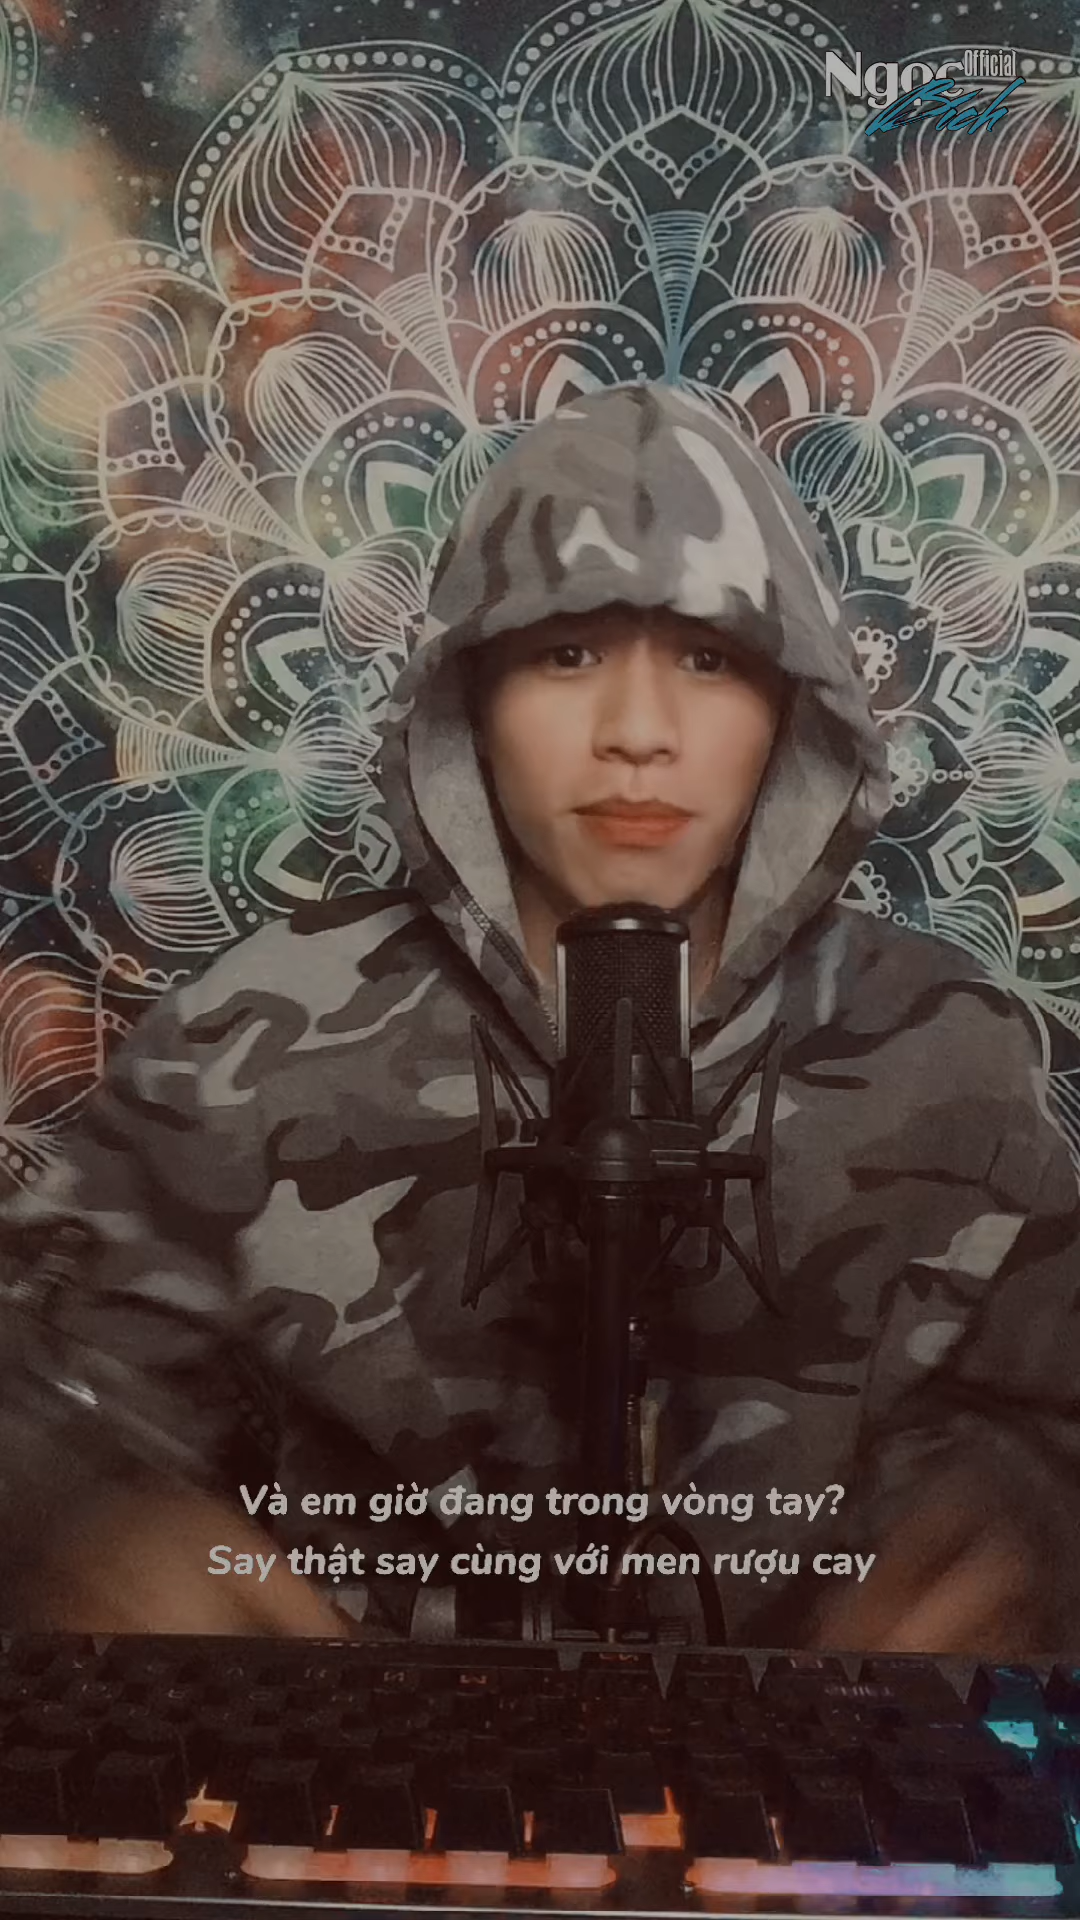 Ngọc Official
Bích
Và em giờ đang trong vòng tay?
Say thật say cùng với men rượu cay